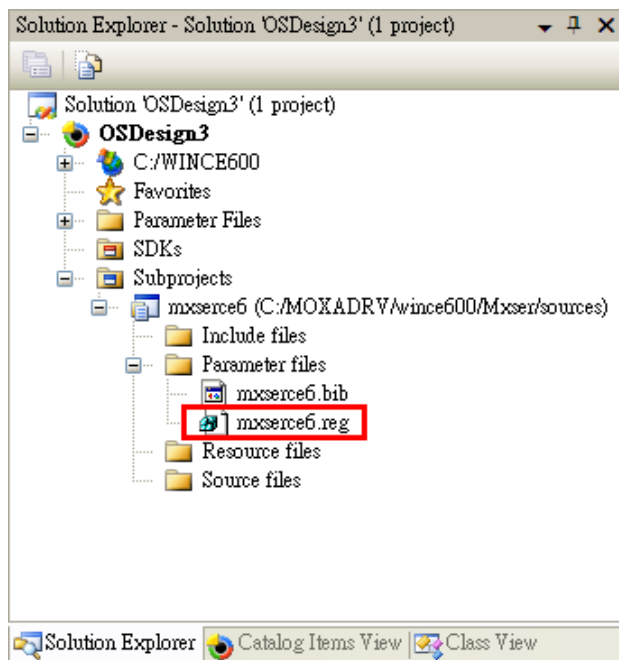 Solution Explorer - Solution 'OSDesign3' (1 project)
Solution 'OSDesign3' (1 project)
OSDesign3
C:/WINCE600
Favorites
Parameter Files
SDKs
Subprojects
mxserce6 (C:/MOXADRV/wince600/Mxser/sources)
Include files
Parameter files
mxserce6.bib
mxserce6.reg
Resource files
Source files
Solution Explorer Catalog Items View Class View